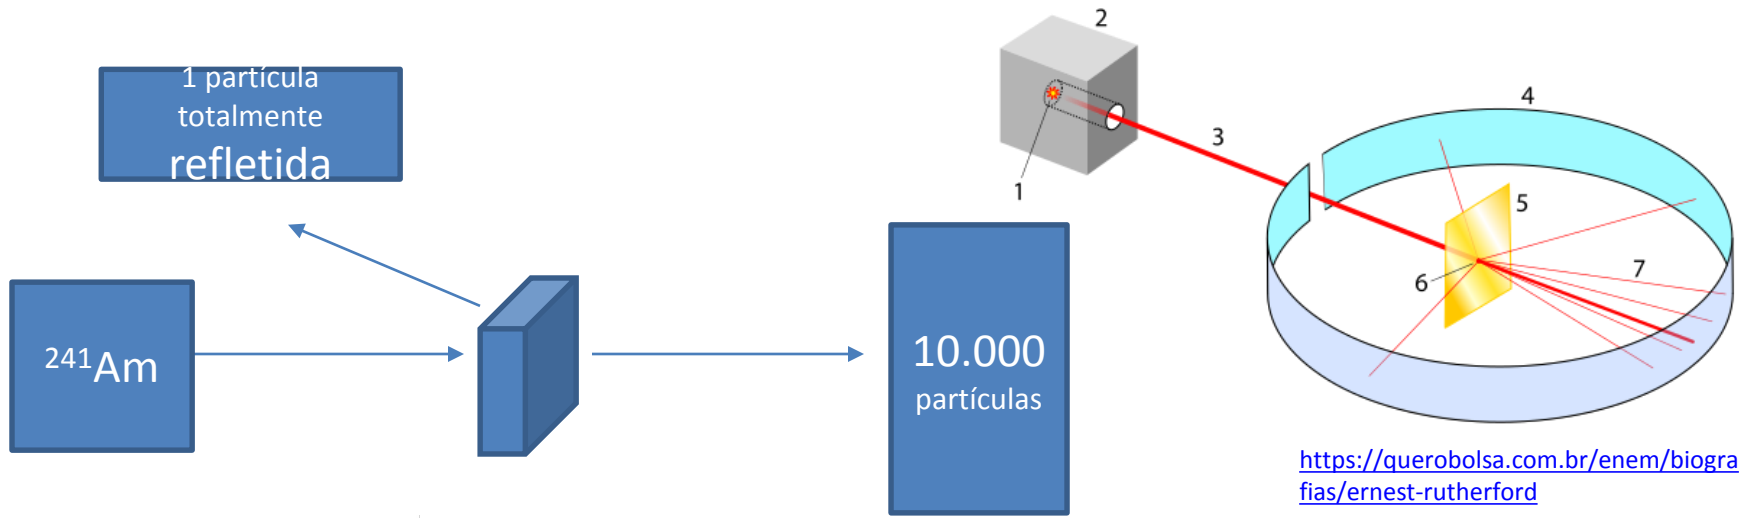 1 partícula
totalmente
refletida
²⁴¹Am
10.000
partículas
2
1
3
4
5
6
7
https://querobolsa.com.br/enem/biogra
fias/ernest-rutherford